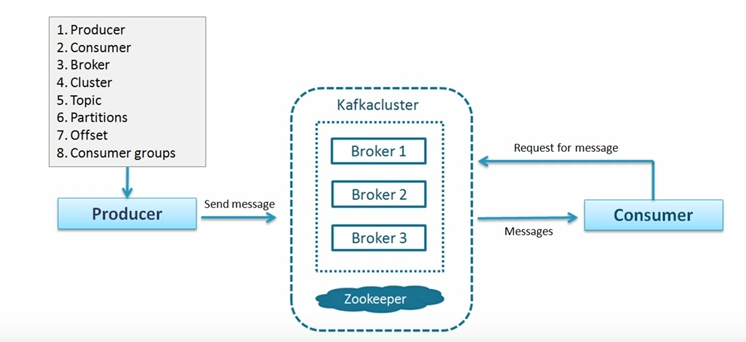 1. Producer
2. Consumer
3. Broker
4. Cluster
5. Topic
6. Partitions
7. Offset
8. Consumer groups
Producer
Send message
Kafkacluster
Broker 1
Broker 2
Broker 3
Zookeeper
Request for message
Messages
Consumer